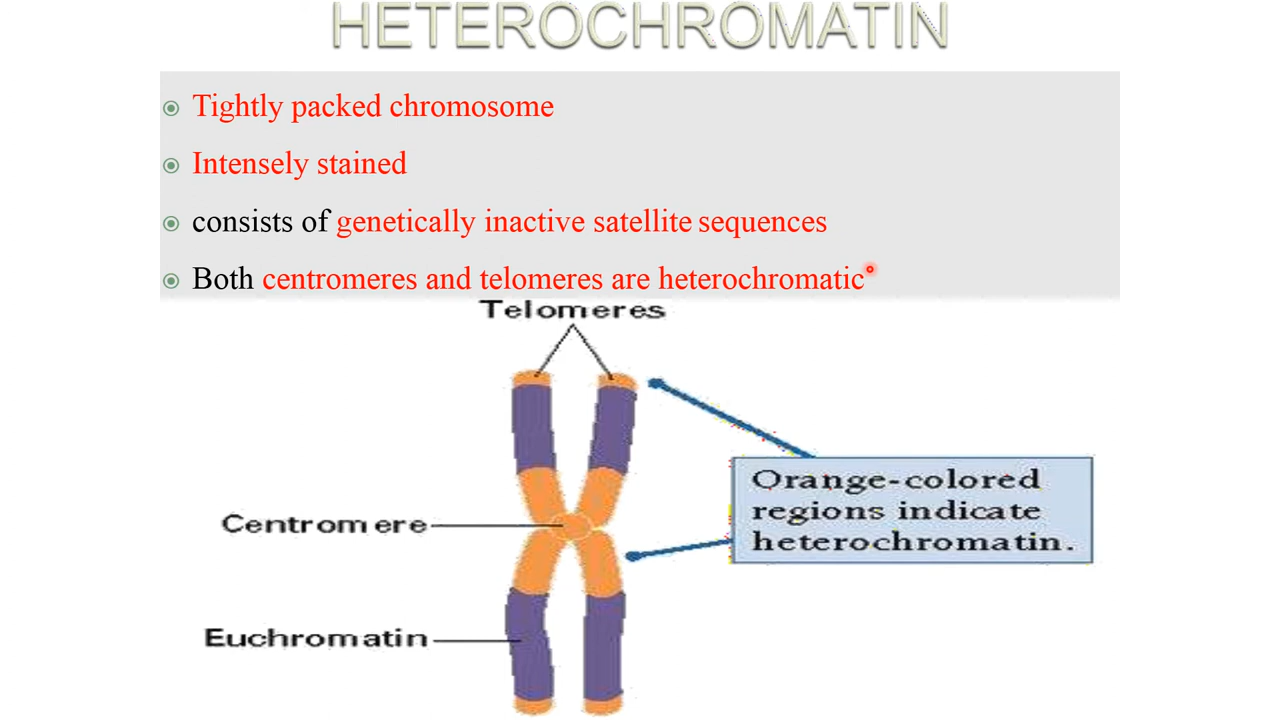 HETEROCHROMATIN
Tightly packed chromosome
Intensely stained
consists of genetically inactive satellite sequences
Both centromeres and telomeres are heterochromatic
Telomeres
Orange-colored
regions indicate
heterochromatin.
Centromere
Euchromatin